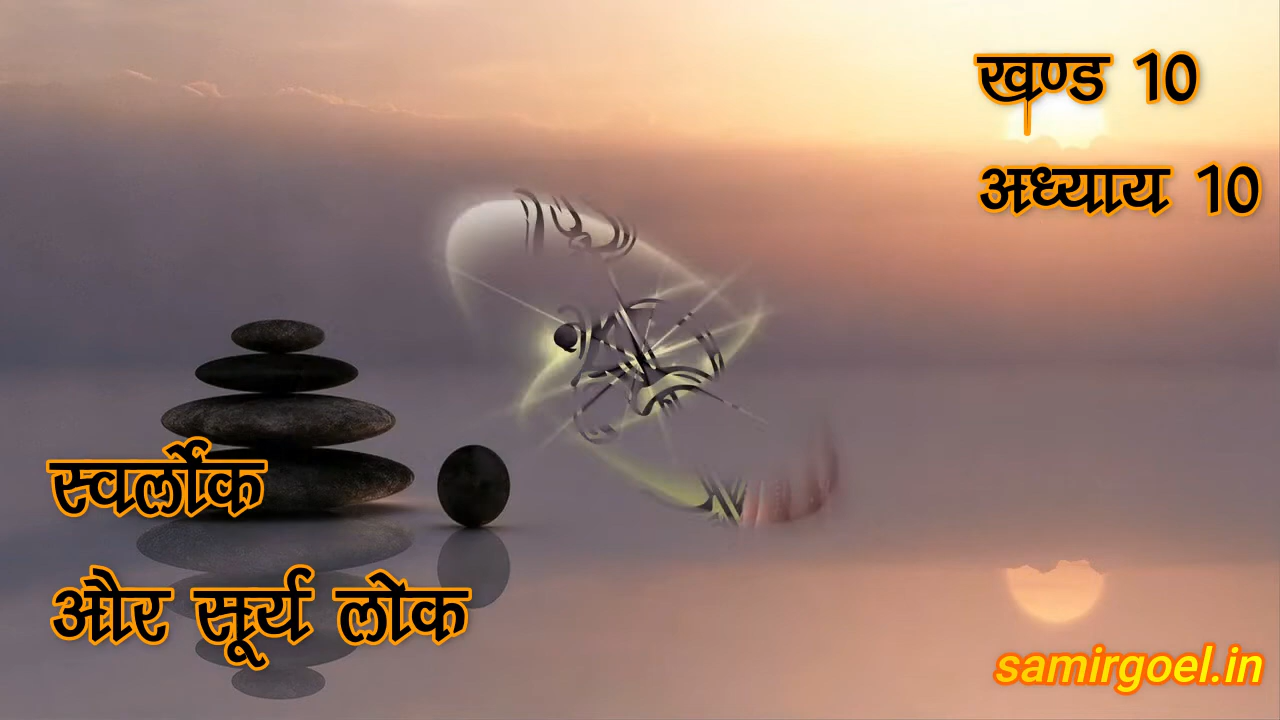 खण्ड 10
अध्याय 10
स्वर्लोक
और सूर्य लोक
samirgoel.in